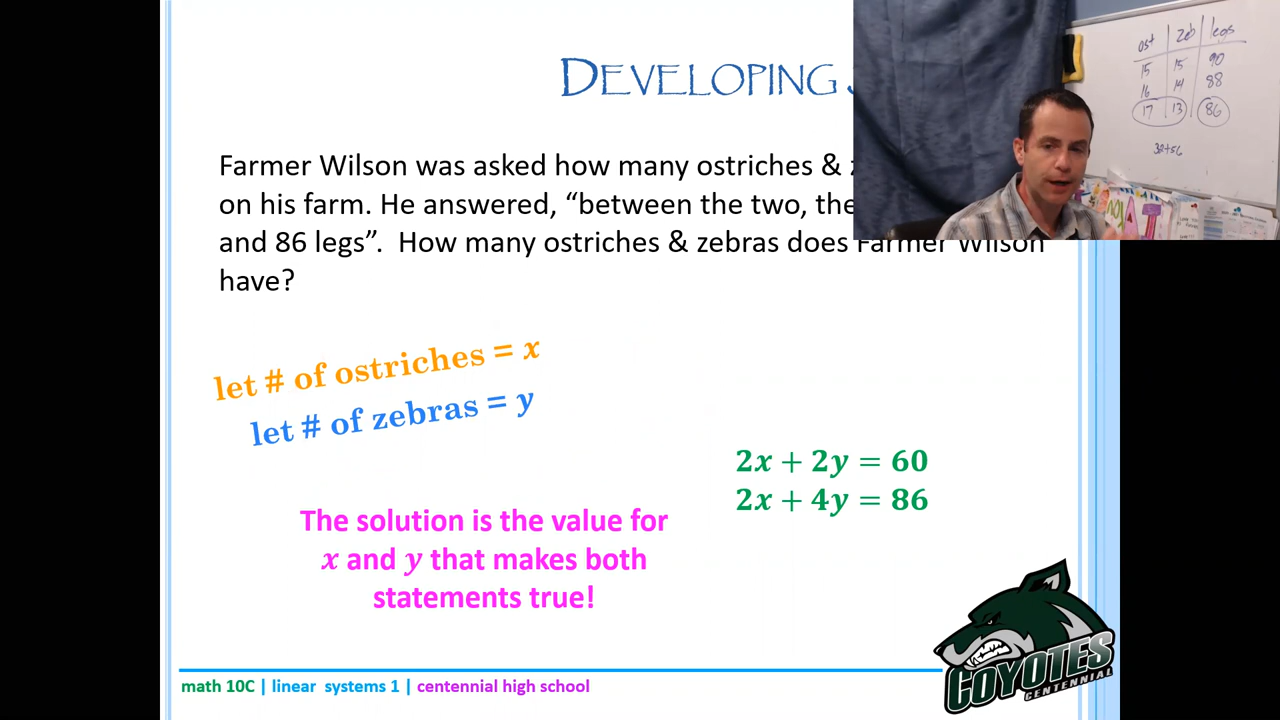 DEVELOPING
ost | zeb | legs
15 | 15 | 90
16 | 14 | 88
17 | 13 | 86
Farmer Wilson was asked how many ostriches &
on his farm. He answered, “between the two, the
and 86 legs”. How many ostriches & zebras does Farmer Wilson
have?
let # of ostriches = x
let # of zebras = y
2x + 2y = 60
2x + 4y = 86
The solution is the value for
x and y that makes both
statements true!
COYOTES
CENTENNIAL
math 10C | linear systems 1 | centennial high school